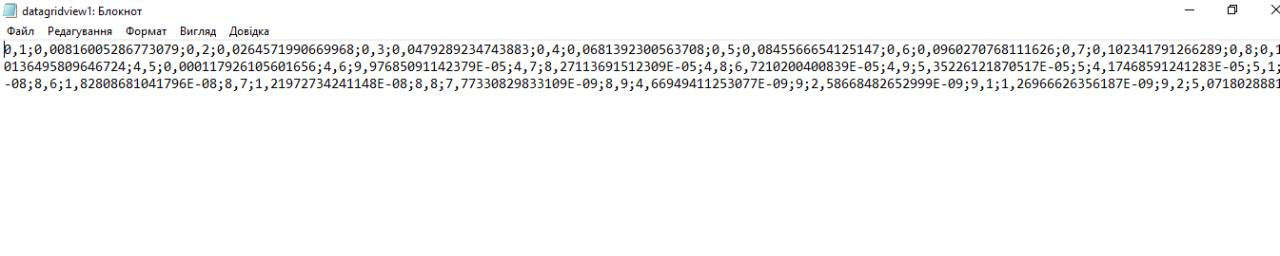 datagridview1: Блокнот
Файл Редагування Формат Вигляд Довідка
0,1;0,00816005286773079;0,2;0,0264571990669968;0,3;0,0479289234743883;0,4;0,0681392300563708;0,5;0,0845566654125147;0,6;0,0960270768111626;0,7;0,102341791266289;0,8;0,1
0136495809646724;4,5;0,000117926105601656;4,6;9,97685091142379E-05;4,7;8,27113691512309E-05;4,8;6,7210200400839E-05;4,9;5,35226121870517E-05;5;4,17468591241283E-05;5,1;
-08;8,6;1,82808681041796E-08;8,7;1,21972734241148E-08;8,8;7,77330829833109E-09;8,9;4,66949411253077E-09;9;2,58668482652999E-09;9,1;1,26966626356187E-09;9,2;5,0718028881